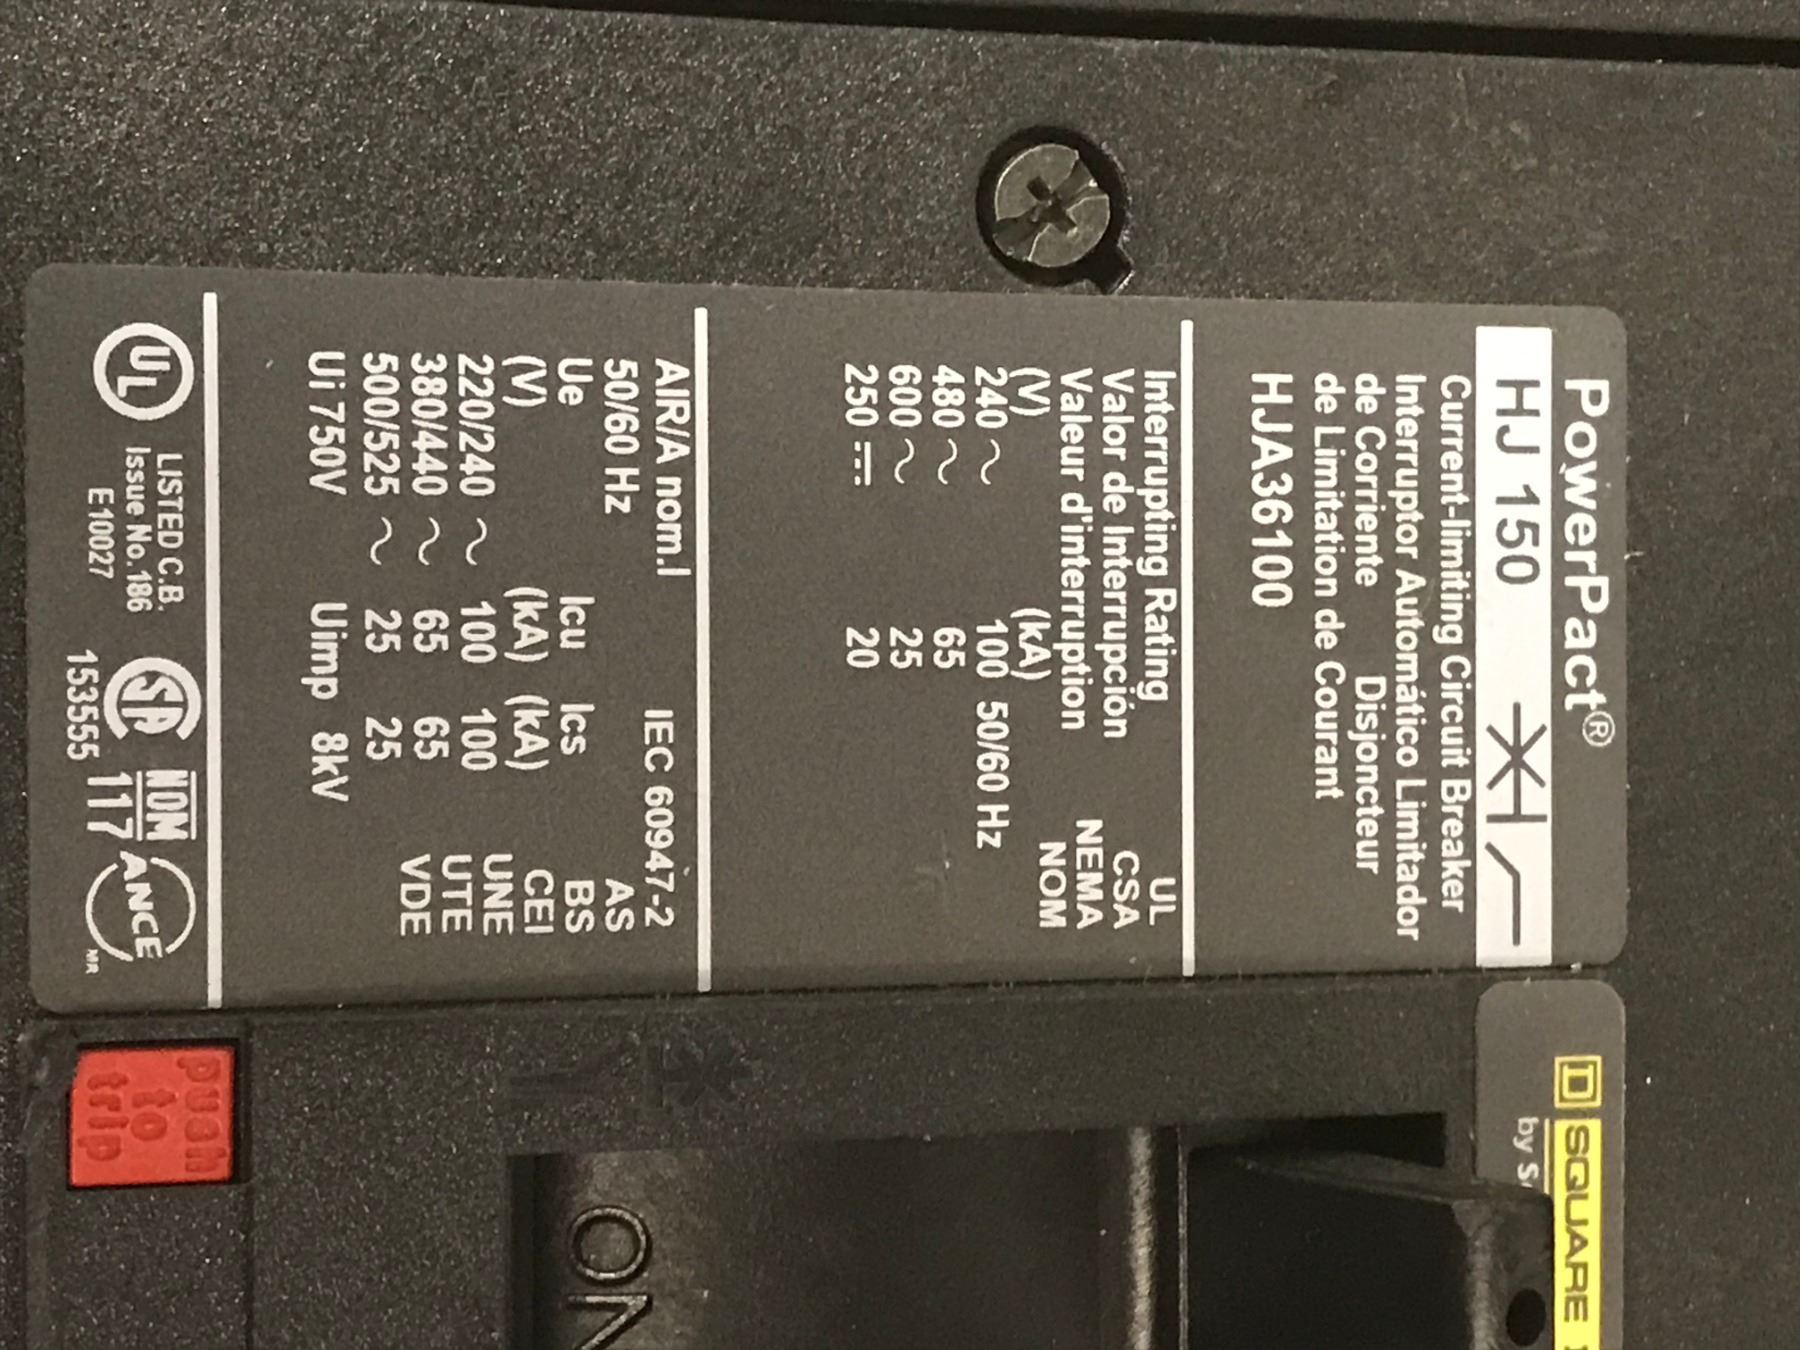 PowerPact®
HJ 150
Current-limiting Circuit Breaker
Interruptor Automático Limitador
de Corriente Disjoncteur
de Limitation de Courant
HJA36100
Interrupting Rating UL
Valor de Interrupción CSA
Valeur d'interruption NEMA
(V) (kA) NOM
240 ~ 100 50/60 Hz
480 ~ 65
600 ~ 25
250 ⎓ 20
AIR/A nom.I IEC 60947-2
50/60 Hz AS
Ue Icu Ics BS
(V) (kA) (kA) CEI
220/240 ~ 100 100 UNE
380/440 ~ 65 65 UTE
500/525 ~ 25 25 VDE
Ui 750V Uimp 8kV
UL
LISTED C.B.
Issue No.186
E10027
SA
153555
NOM
117
ANCE
MR
D SQUARE
by
push
to
trip
ON